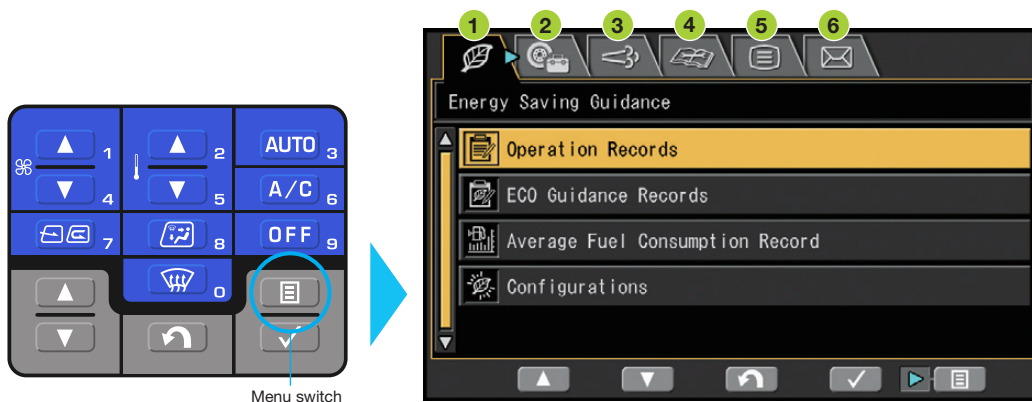 1 2 3 4 5 6
Energy Saving Guidance
Operation Records
ECO Guidance Records
Average Fuel Consumption Record
Configurations
1 2 AUTO 3
4 5 A/C 6
7 8 OFF 9
0
Menu switch